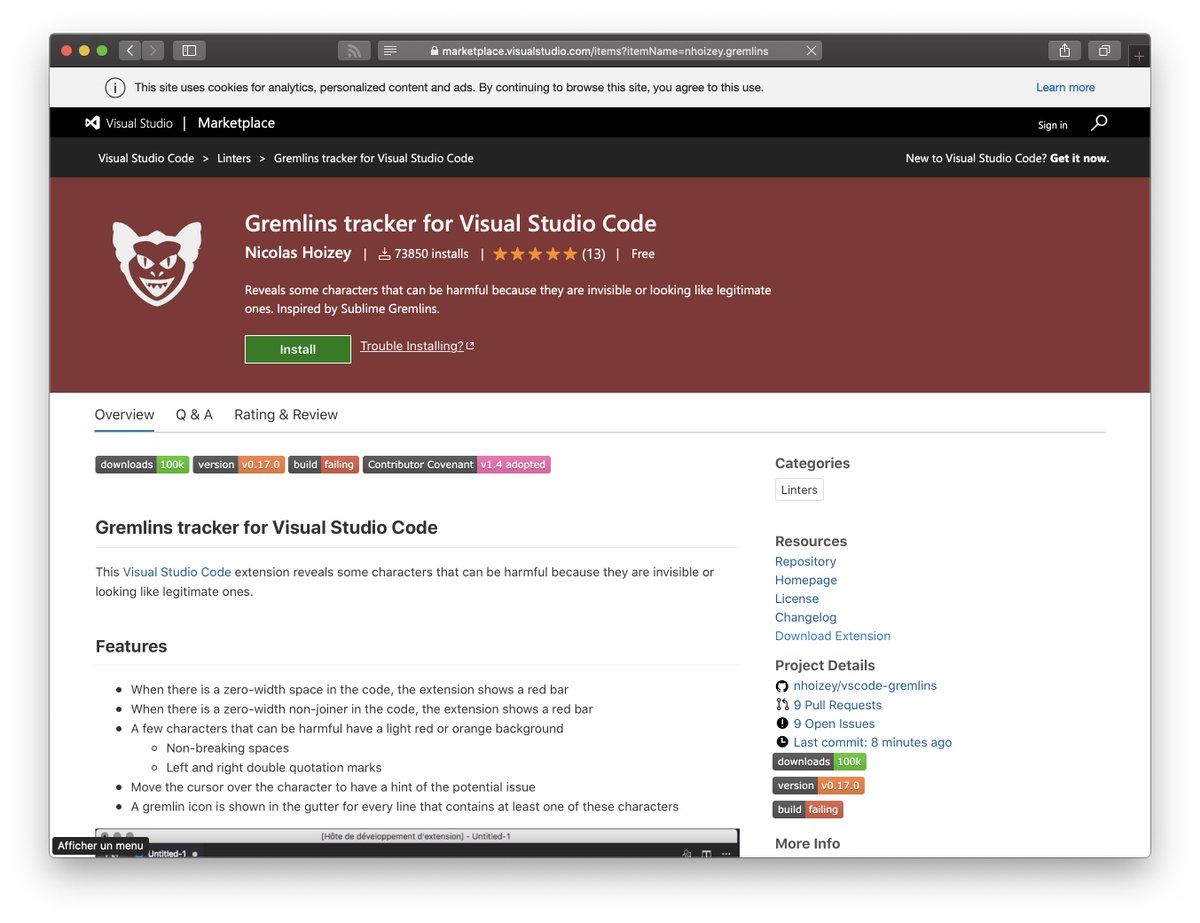 marketplace.visualstudio.com/items?itemName=nhoizey.gremlins
This site uses cookies for analytics, personalized content and ads. By continuing to browse this site, you agree to this use.
Learn more
Visual Studio | Marketplace
Sign in
Visual Studio Code > Linters > Gremlins tracker for Visual Studio Code
New to Visual Studio Code? Get it now.
Gremlins tracker for Visual Studio Code
Nicolas Hoizey | 73850 installs | (13) | Free
Reveals some characters that can be harmful because they are invisible or looking like legitimate
ones. Inspired by Sublime Gremlins.
Install
Trouble Installing?
Overview
Q & A
Rating & Review
downloads 100k version v0.17.0 build failing Contributor Covenant v1.4 adopted
Gremlins tracker for Visual Studio Code
This Visual Studio Code extension reveals some characters that can be harmful because they are invisible or
looking like legitimate ones.
Features
• When there is a zero-width space in the code, the extension shows a red bar
• When there is a zero-width non-joiner in the code, the extension shows a red bar
• A few characters that can be harmful have a light red or orange background
◦ Non-breaking spaces
◦ Left and right double quotation marks
• Move the cursor over the character to have a hint of the potential issue
• A gremlin icon is shown in the gutter for every line that contains at least one of these characters
[Hôte de développement d'extension] - Untitled-1
Untitled-1
Afficher un menu
Categories
Linters
Resources
Repository
Homepage
License
Changelog
Download Extension
Project Details
nhoizey/vscode-gremlins
9 Pull Requests
9 Open Issues
Last commit: 8 minutes ago
downloads 100k
version v0.17.0
build failing
More Info